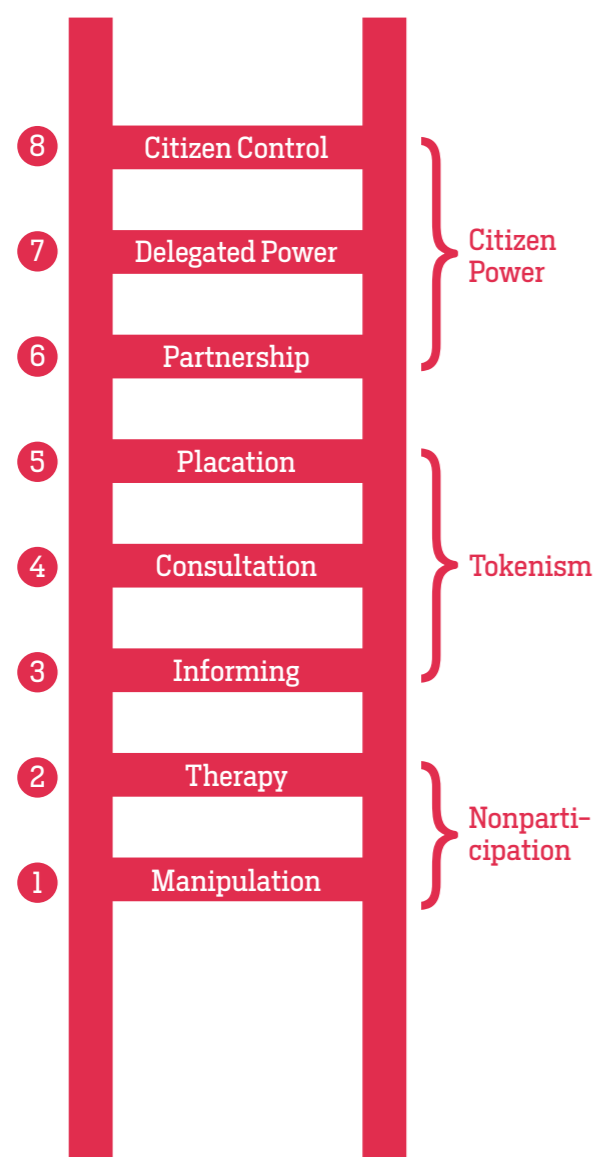 8 Citizen Control
7 Delegated Power
Citizen
Power
6 Partnership
5 Placation
4 Consultation
Tokenism
3 Informing
2 Therapy
Nonparti-
cipation
1 Manipulation